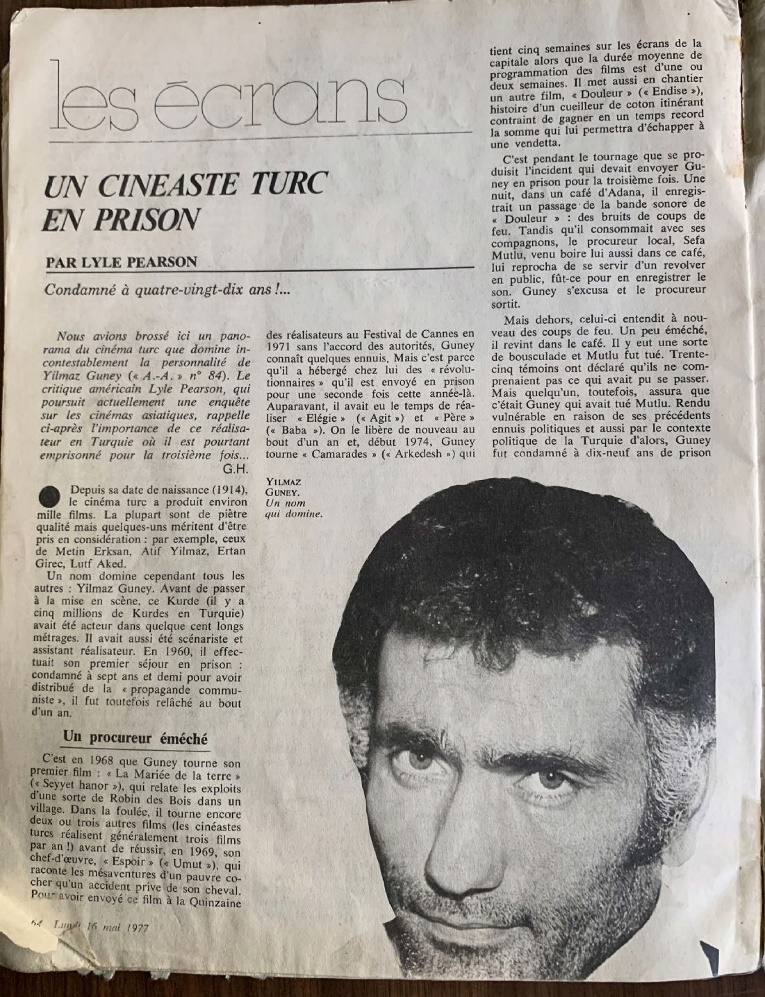 les écrans
UN CINEASTE TURC
EN PRISON
PAR LYLE PEARSON
Condamné à quatre-vingt-dix ans !...
Nous avions brossé ici un pano-
rama du cinéma turc que domine in-
contestablement la personnalité de
Yilmaz Guney (« A.-A. » n° 84). Le
critique américain Lyle Pearson, qui
poursuit actuellement une enquête
sur les cinémas asiatiques, rappelle
ci-après l'importance de ce réalisa-
teur en Turquie où il est pourtant
emprisonné pour la troisième fois...
G.H.
Depuis sa date de naissance (1914),
le cinéma turc a produit environ
mille films. La plupart sont de piètre
qualité mais quelques-uns méritent d'être
pris en considération : par exemple, ceux
de Metin Erksan, Atif Yilmaz, Ertan
Girec, Lutf Aked.
Un nom domine cependant tous les
autres : Yilmaz Guney. Avant de passer
à la mise en scène, ce Kurde (il y a
cinq millions de Kurdes en Turquie)
avait été acteur dans quelque cent longs
métrages. Il avait aussi été scénariste et
assistant réalisateur. En 1960, il effec-
tuait son premier séjour en prison :
condamné à sept ans et demi pour avoir
distribué de la « propagande commu-
niste », il fut toutefois relâché au bout
d'un an.
Un procureur éméché
C'est en 1968 que Guney tourne son
premier film : « La Mariée de la terre »
(« Seyyet hanor »), qui relate les exploits
d'une sorte de Robin des Bois dans un
village. Dans la foulée, il tourne encore
deux ou trois autres films (les cinéastes
turcs réalisent généralement trois films
par an !) avant de réussir, en 1969, son
chef-d'œuvre, « Espoir » (« Umut »), qui
raconte les mésaventures d'un pauvre co-
cher qu'un accident prive de son cheval.
Pour avoir envoyé ce film à la Quinzaine
des réalisateurs au Festival de Cannes en
1971 sans l'accord des autorités, Guney
connaît quelques ennuis. Mais c'est parce
qu'il a hébergé chez lui des « révolu-
tionnaires » qu'il est envoyé en prison
pour une seconde fois cette année-là.
Auparavant, il avait eu le temps de réa-
liser « Elégie » (« Agit ») et « Père »
(« Baba »). On le libère de nouveau au
bout d'un an et, début 1974, Guney
tourne « Camarades » (« Arkedesh ») qui
tient cinq semaines sur les écrans de la
capitale alors que la durée moyenne de
programmation des films est d'une ou
deux semaines. Il met aussi en chantier
un autre film, « Douleur » (« Endise »),
histoire d'un cueilleur de coton itinérant
contraint de gagner en un temps record
la somme qui lui permettra d'échapper à
une vendetta.
C'est pendant le tournage que se pro-
duisit l'incident qui devait envoyer Gu-
ney en prison pour la troisième fois. Une
nuit, dans un café d'Adana, il enregis-
trait un passage de la bande sonore de
« Douleur » : des bruits de coups de
feu. Tandis qu'il consommait avec ses
compagnons, le procureur local, Sefa
Mutlu, venu boire lui aussi dans ce café,
lui reprocha de se servir d'un revolver
en public, fût-ce pour en enregistrer le
son. Guney s'excusa et le procureur
sortit.
Mais dehors, celui-ci entendit à nou-
veau des coups de feu. Un peu éméché,
il revint dans le café. Il y eut une sorte
de bousculade et Mutlu fut tué. Trente-
cinq témoins ont déclaré qu'ils ne com-
prenaient pas ce qui avait pu se passer.
Mais quelqu'un, toutefois, assura que
c'était Guney qui avait tué Mutlu. Rendu
vulnérable en raison de ses précédents
ennuis politiques et aussi par le contexte
politique de la Turquie d'alors, Guney
fut condamné à dix-neuf ans de prison
YILMAZ
GUNEY.
Un nom
qui domine.
Lundi 16 mai 1977